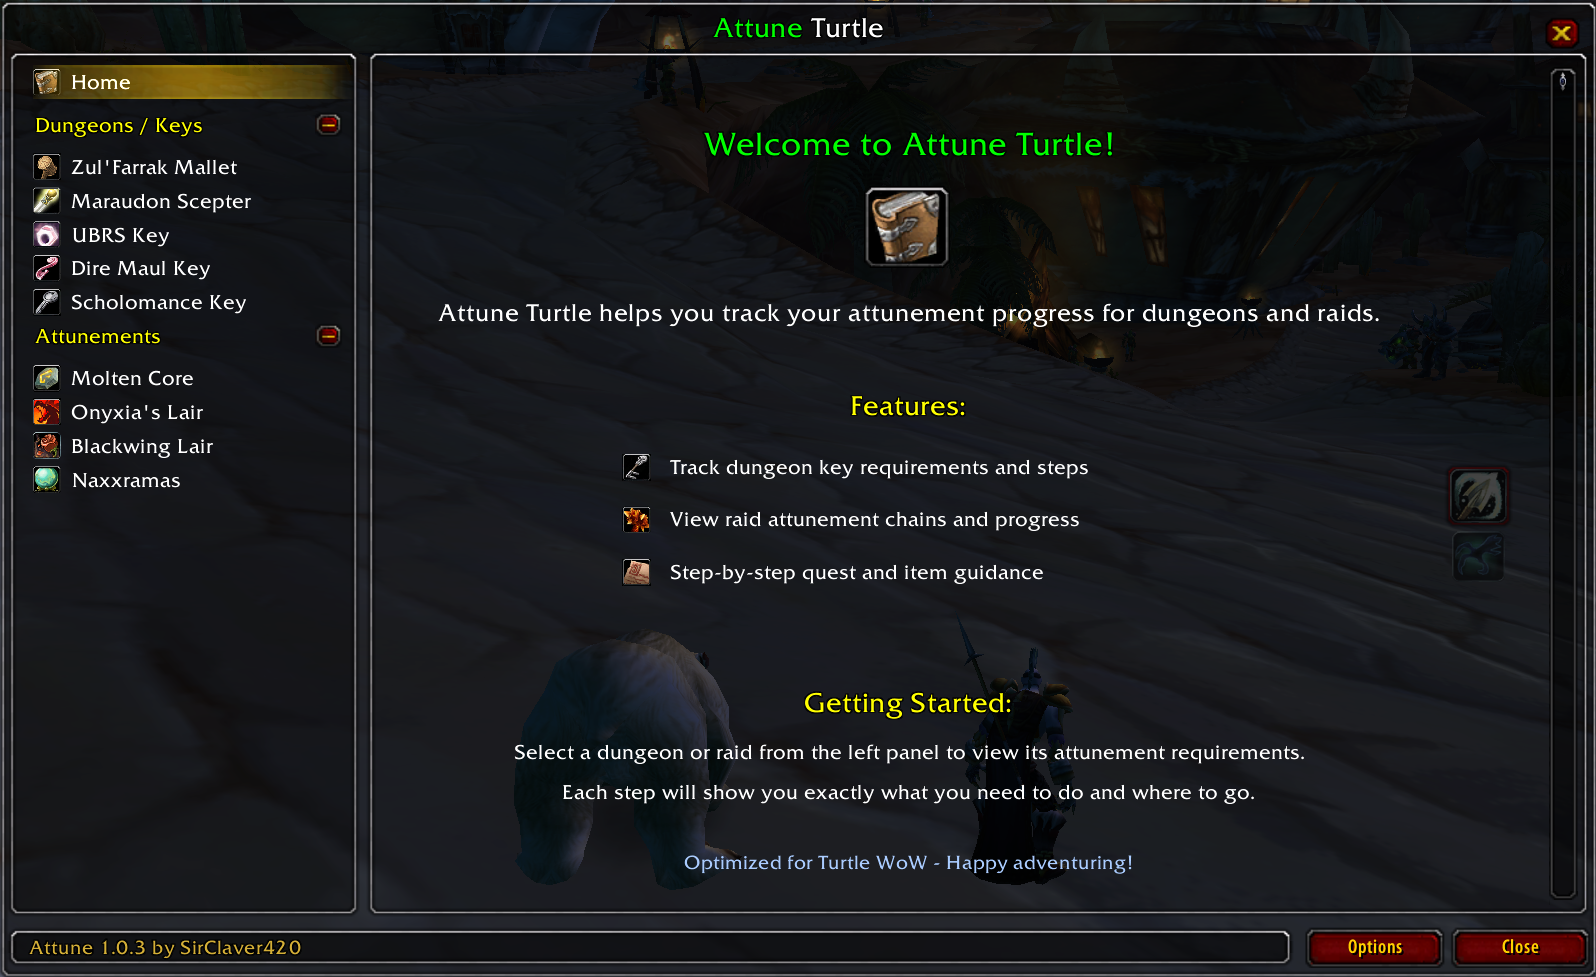 Attune Turtle
Home
Dungeons / Keys
Zul'Farrak Mallet
Maraudon Scepter
UBRS Key
Dire Maul Key
Scholomance Key
Attunements
Molten Core
Onyxia's Lair
Blackwing Lair
Naxxramas
Welcome to Attune Turtle!
Attune Turtle helps you track your attunement progress for dungeons and raids.
Features:
Track dungeon key requirements and steps
View raid attunement chains and progress
Step-by-step quest and item guidance
Getting Started:
Select a dungeon or raid from the left panel to view its attunement requirements.
Each step will show you exactly what you need to do and where to go.
Optimized for Turtle WoW - Happy adventuring!
Attune 1.0.3 by SirClaver420
Options
Close